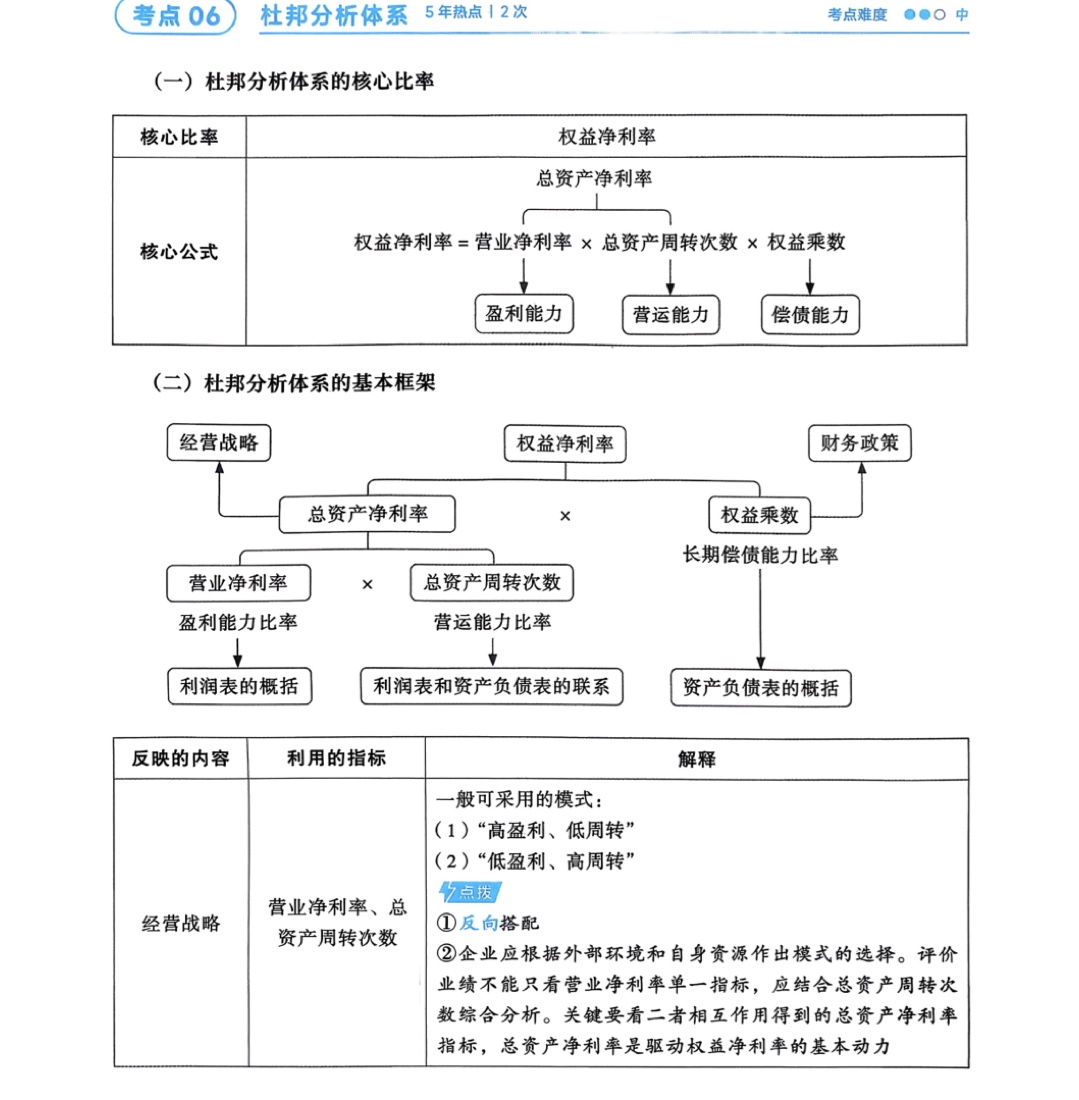 考点 06 杜邦分析体系 5年热点 | 2次 考点难度 中
（一）杜邦分析体系的核心比率
核心比率 权益净利率
总资产净利率
核心公式 权益净利率 = 营业净利率 × 总资产周转次数 × 权益乘数
盈利能力 营运能力 偿债能力
（二）杜邦分析体系的基本框架
经营战略 权益净利率 财务政策
总资产净利率 × 权益乘数
长期偿债能力比率
营业净利率 × 总资产周转次数
盈利能力比率 营运能力比率
利润表的概括 利润表和资产负债表的联系 资产负债表的概括
反映的内容 利用的指标 解释
经营战略
营业净利率、总
资产周转次数
一般可采用的模式：
（1）“高盈利、低周转”
（2）“低盈利、高周转”
点拨
①反向搭配
②企业应根据外部环境和自身资源作出模式的选择。评价
业绩不能只看营业净利率单一指标，应结合总资产周转次
数综合分析。关键要看二者相互作用得到的总资产净利率
指标，总资产净利率是驱动权益净利率的基本动力